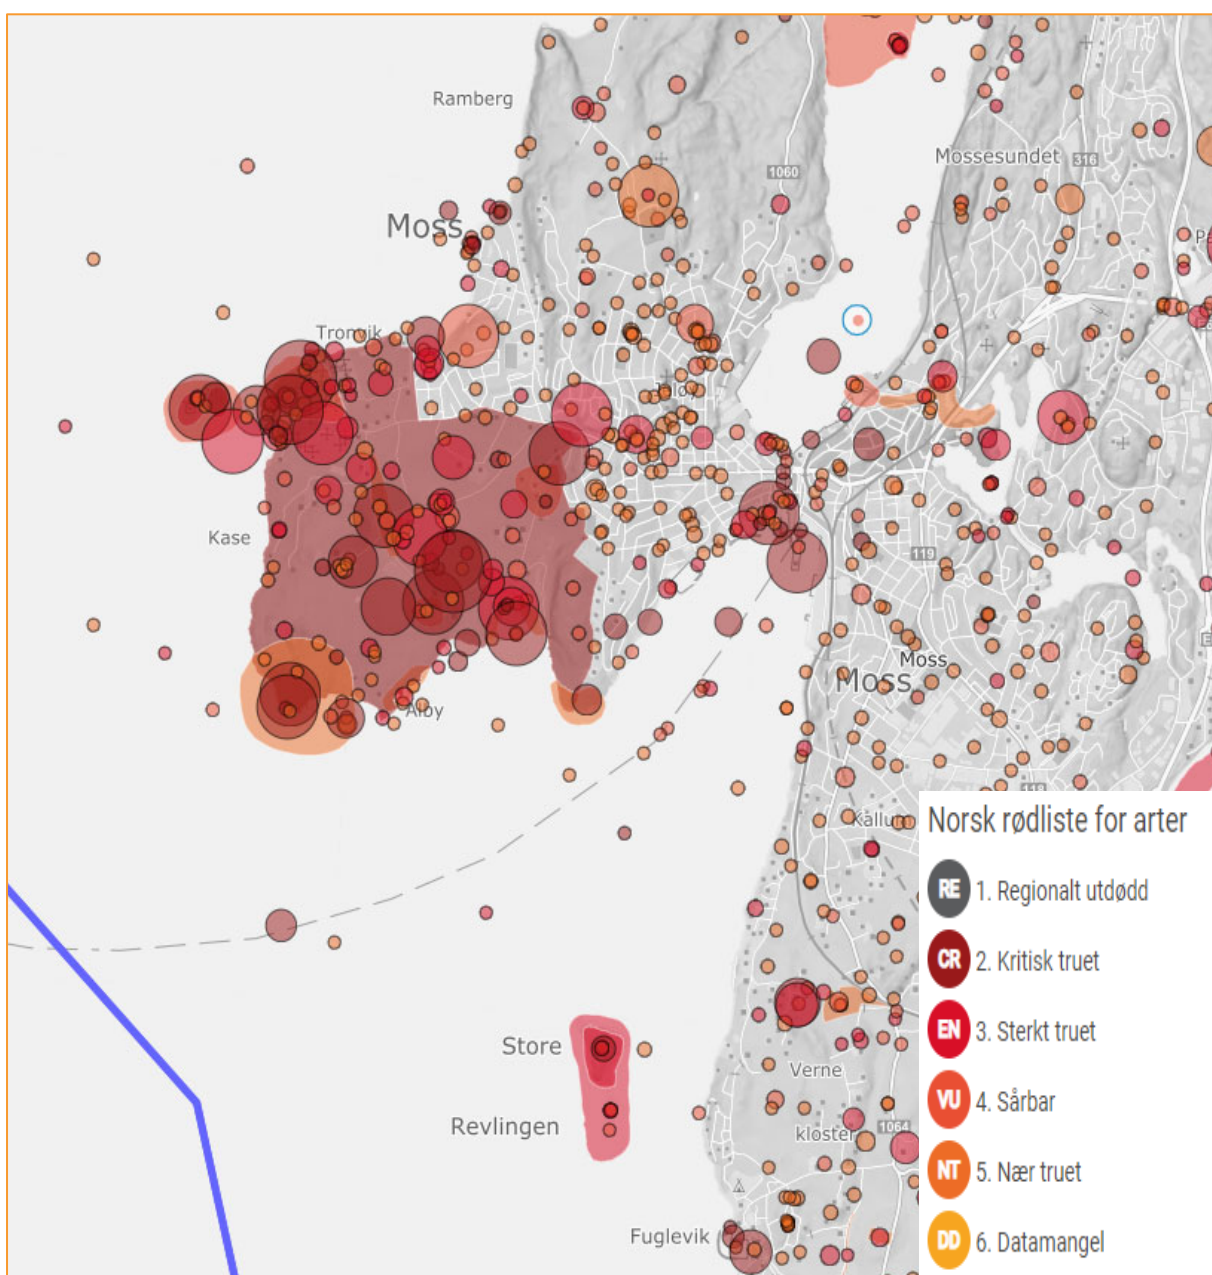 Ramberg
Mossesundet
316
1060
Moss
Tronvik
Jeløy
Kase
119
Moss
Moss
Alby
118
Kallum
Norsk rødliste for arter
RE 1. Regionalt utdødd
CR 2. Kritisk truet
EN 3. Sterkt truet
VU 4. Sårbar
NT 5. Nær truet
DD 6. Datamangel
Store
Revlingen
Verne
kloster
1064
Fuglevik